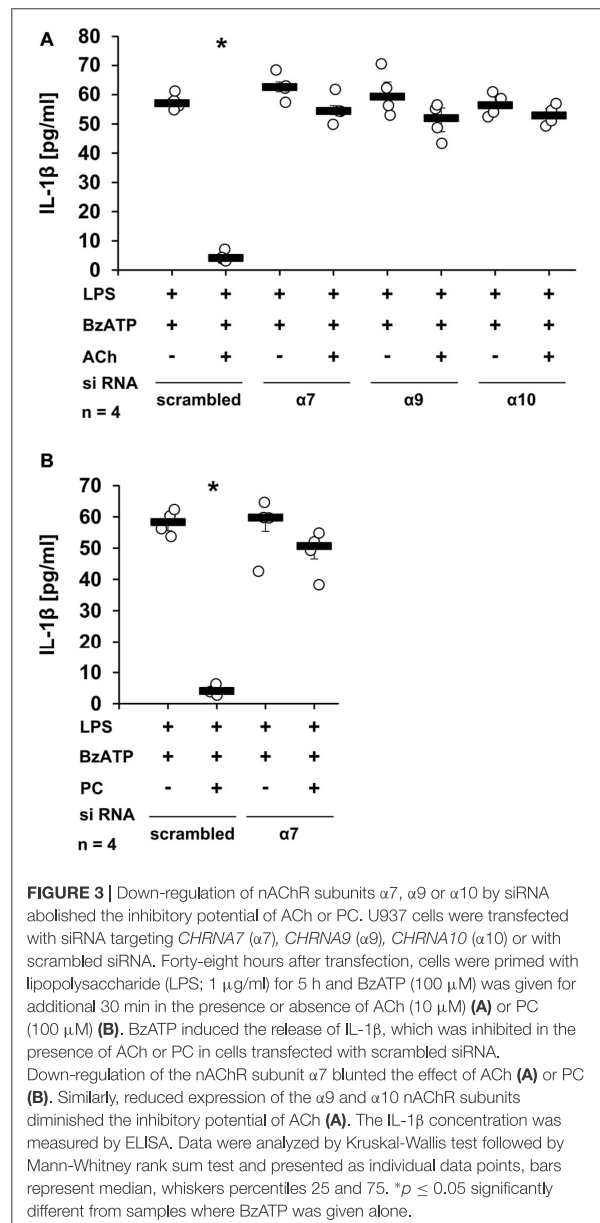 A
*
80
70
60
50
40
30
20
10
0
IL-1β [pg/ml]
LPS + + + + + + + +
BzATP + + + + + + + +
ACh - + - + - + - +
si RNA
scrambled α7 α9 α10
n = 4
B
*
70
60
50
40
30
20
10
0
IL-1β [pg/ml]
LPS + + + +
BzATP + + + +
PC - + - +
si RNA
scrambled α7
n = 4
FIGURE 3 | Down-regulation of nAChR subunits α7, α9 or α10 by siRNA
abolished the inhibitory potential of ACh or PC. U937 cells were transfected
with siRNA targeting CHRNA7 (α7), CHRNA9 (α9), CHRNA10 (α10) or with
scrambled siRNA. Forty-eight hours after transfection, cells were primed with
lipopolysaccharide (LPS; 1 μg/ml) for 5 h and BzATP (100 μM) was given for
additional 30 min in the presence or absence of ACh (10 μM) (A) or PC
(100 μM) (B). BzATP induced the release of IL-1β, which was inhibited in the
presence of ACh or PC in cells transfected with scrambled siRNA.
Down-regulation of the nAChR subunit α7 blunted the effect of ACh (A) or PC
(B). Similarly, reduced expression of the α9 and α10 nAChR subunits
diminished the inhibitory potential of ACh (A). The IL-1β concentration was
measured by ELISA. Data were analyzed by Kruskal-Wallis test followed by
Mann-Whitney rank sum test and presented as individual data points, bars
represent median, whiskers percentiles 25 and 75. *p ≤ 0.05 significantly
different from samples where BzATP was given alone.